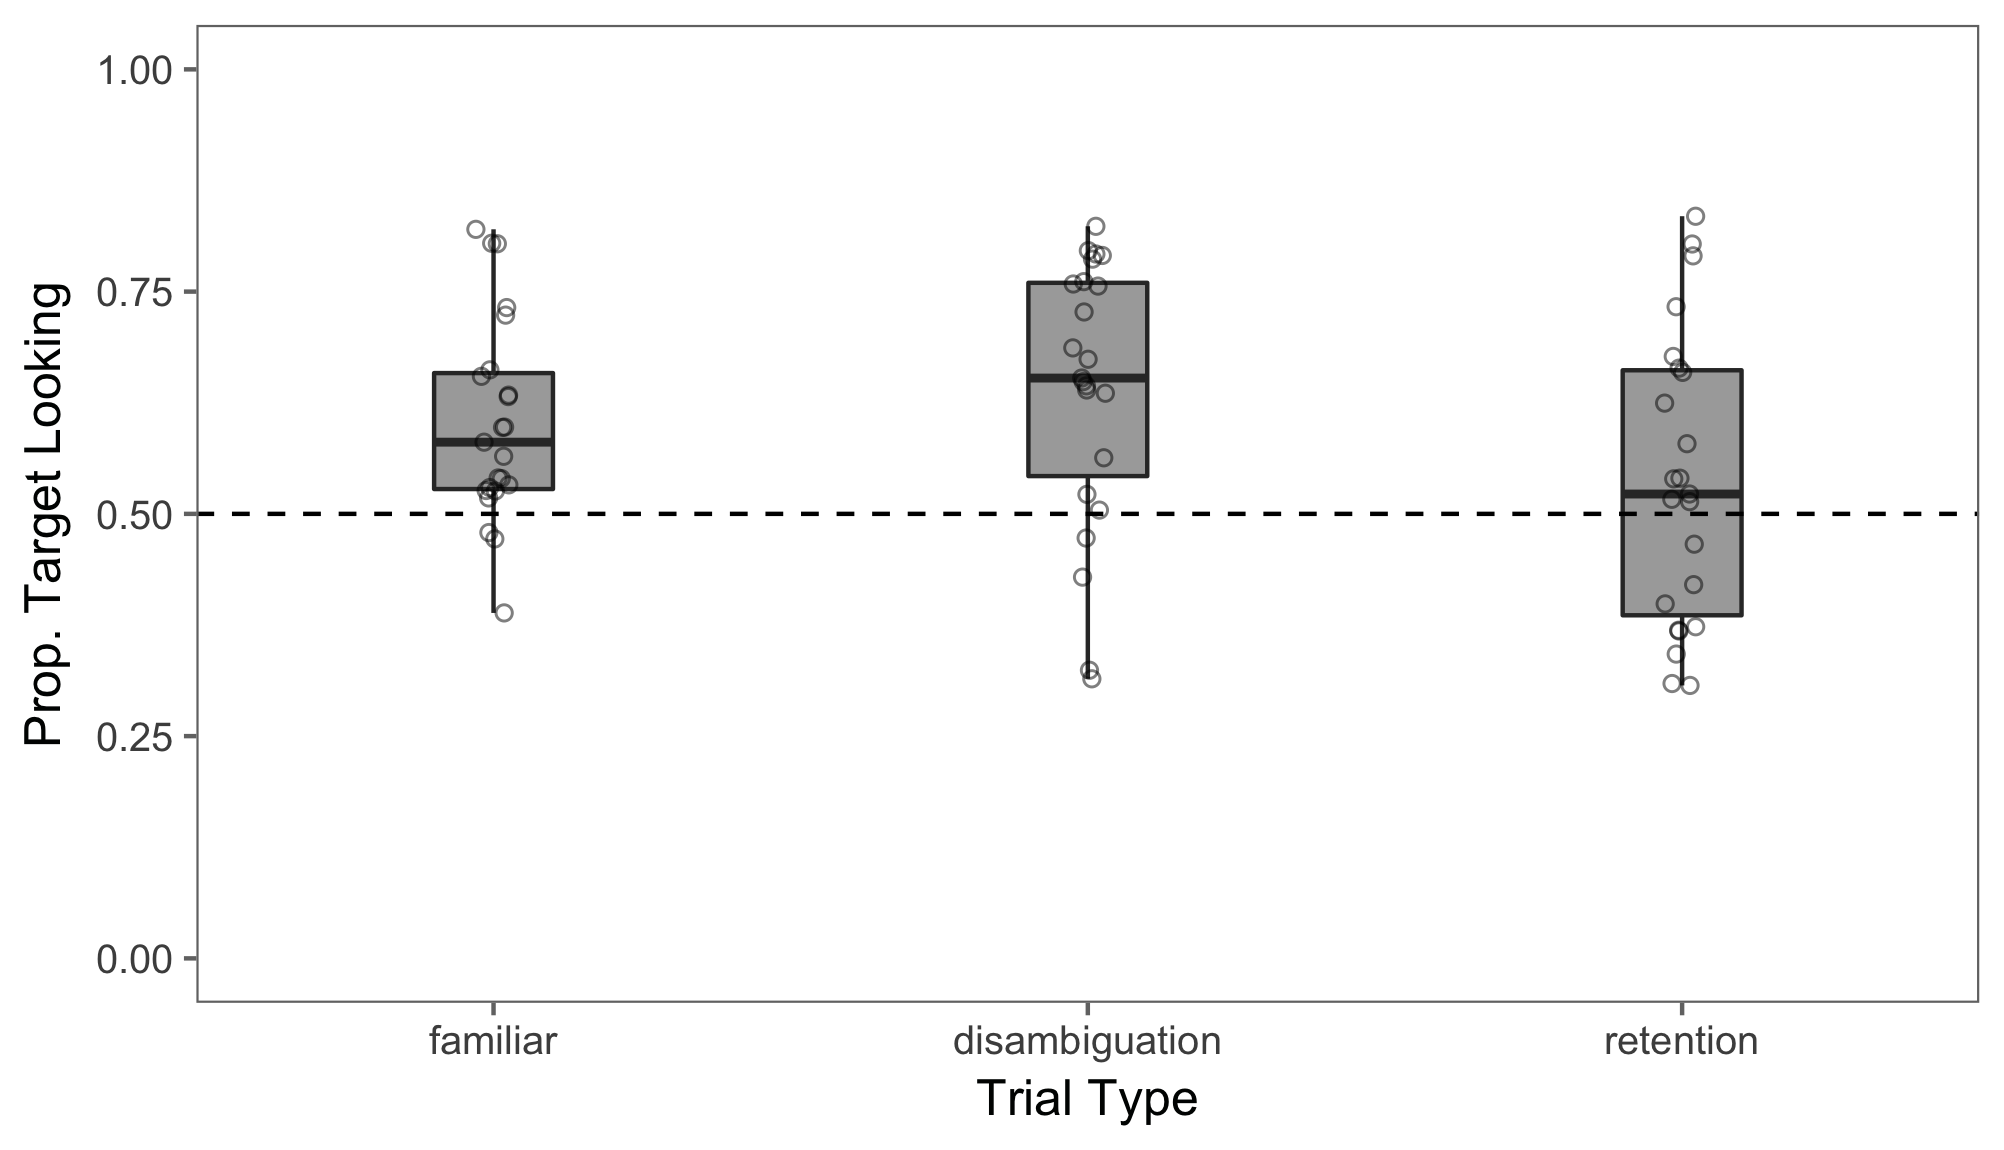 Prop. Target Looking
1.00
0.75
0.50
0.25
0.00
familiar
disambiguation
retention
Trial Type